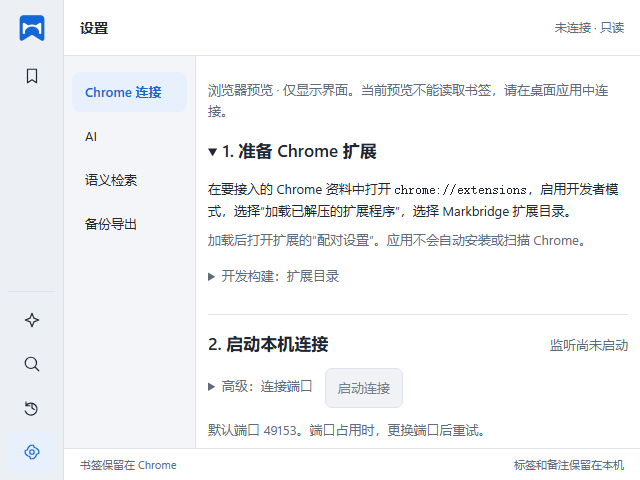 设置
未连接 · 只读
Chrome 连接
AI
语义检索
备份导出
浏览器预览 · 仅显示界面。当前预览不能读取书签，请在桌面应用中连
接。
▼ 1. 准备 Chrome 扩展
在要接入的 Chrome 资料中打开 chrome://extensions，启用开发者模
式，选择“加载已解压的扩展程序”，选择 Markbridge 扩展目录。
加载后打开扩展的“配对设置”。应用不会自动安装或扫描 Chrome。
▶ 开发构建：扩展目录
2. 启动本机连接
监听尚未启动
▶ 高级：连接端口
启动连接
默认端口 49153。端口占用时，更换端口后重试。
书签保留在 Chrome
标签和备注保留在本机